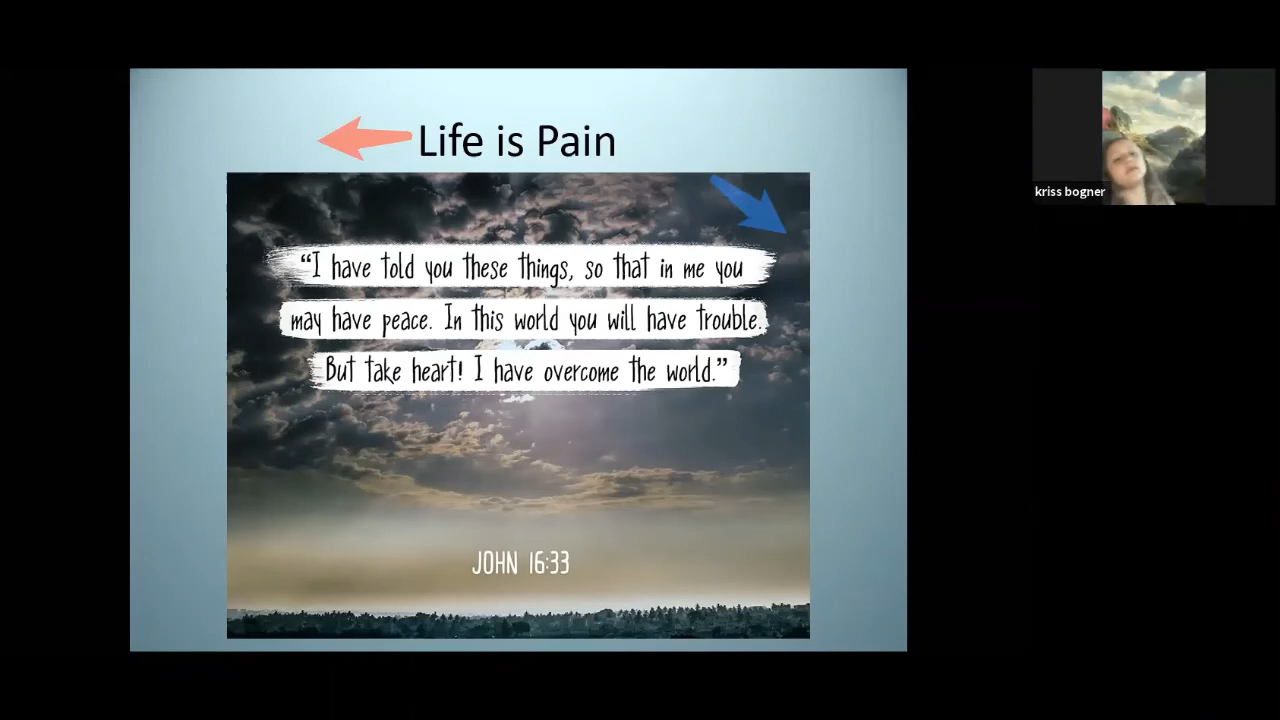 Life is Pain
“I have told you these things, so that in me you
may have peace. In this world you will have trouble.
But take heart! I have overcome the world.”
JOHN 16:33
kriss bogner